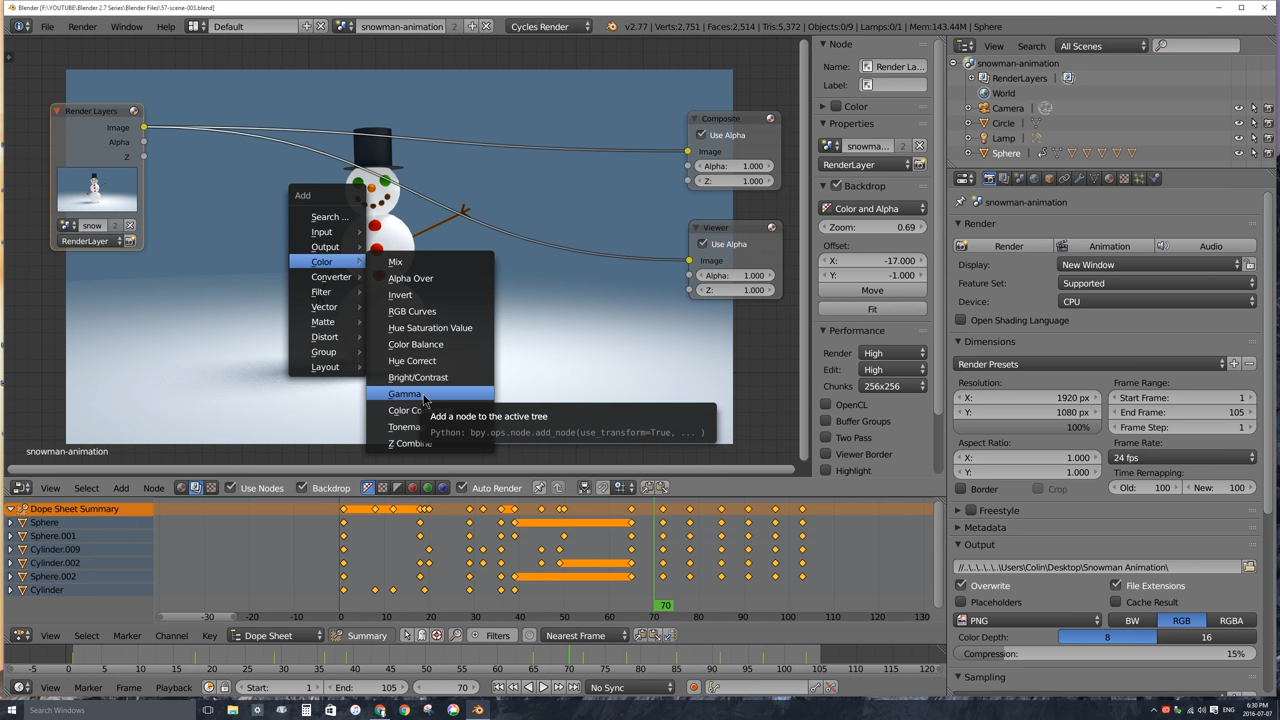 Blender [F:\YOUTUBE\Blender 2.7 Series\Blender 2.7 Series\57-scene-003.blend]
File Render Window Help Default snowman-animation 2 Cycles Render v2.77 | Verts:2,751 | Faces:2,514 | Tris:5,372 | Objects:0/9 | Lamps:0/1 | Mem:143.44M | Sphere
Render Layers
Image
Alpha
Z
snow 2
RenderLayer
Composite
Use Alpha
Image
Alpha: 1.000
Z: 1.000
Viewer
Use Alpha
Image
Alpha: 1.000
Z: 1.000
Add
Search ...
Input
Output
Color
Converter
Filter
Vector
Matte
Distort
Group
Layout
Mix
Alpha Over
Invert
RGB Curves
Hue Saturation Value
Color Balance
Hue Correct
Bright/Contrast
Gamma
Color Co
Tonema
Z Combine
Add a node to the active tree
Python: bpy.ops.node.add_node(use_transform=True, ... )
snowman-animation
Node
Name: Render La...
Label:
Color
Properties
snowma... 2
RenderLayer
Backdrop
Color and Alpha
Zoom: 0.69
Offset:
X: -17.000
Y: -1.000
Move
Fit
Performance
Render High
Edit: High
Chunks 256x256
OpenCL
Buffer Groups
Two Pass
Viewer Border
Highlight
View Select Add Node Use Nodes Backdrop Auto Render
Dope Sheet Summary
Sphere
Sphere.001
Cylinder.009
Cylinder.002
Sphere.002
Cylinder
70
-30 -20 -10 0 10 20 30 40 50 60 70 80 90 100 110 120 130
View Select Marker Channel Key Dope Sheet Summary Filters Nearest Frame
-5 0 5 10 15 20 25 30 35 40 45 50 55 60 65 70 75 80 85 90 95 100 105 110 115 120
View Marker Frame Playback Start: 1 End: 105 70 No Sync
View Search All Scenes
snowman-animation
RenderLayers
World
Camera
Circle
Lamp
Sphere
snowman-animation
Render
Render Animation Audio
Display: New Window
Feature Set: Supported
Device: CPU
Open Shading Language
Dimensions
Render Presets
Resolution: Frame Range:
X: 1920 px Start Frame: 1
Y: 1080 px End Frame: 105
100% Frame Step: 1
Aspect Ratio: Frame Rate:
X: 1.000 24 fps
Y: 1.000 Time Remapping:
Border Crop Old: 100 New: 100
Freestyle
Metadata
Output
//..\..\..\..\Users\Colin\Desktop\Snowman Animation\
Overwrite File Extensions
Placeholders Cache Result
PNG BW RGB RGBA
Color Depth: 8 16
Compression: 15%
Sampling
Search Windows
6:30 PM
2016-07-07